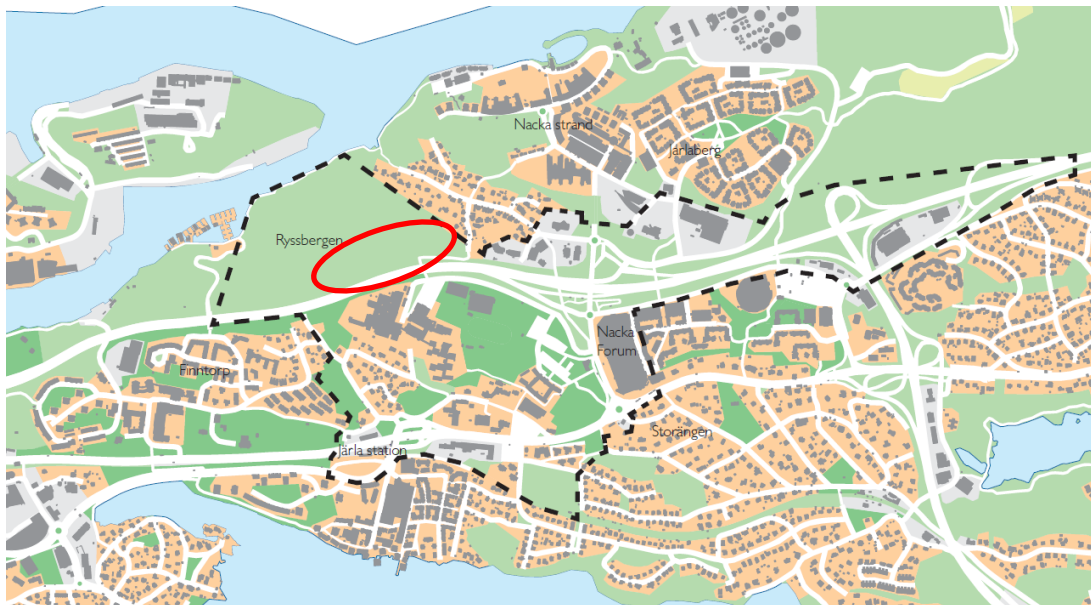 Nacka strand
Jarlaberg
Ryssbergen
Nacka
Forum
Finntorp
Storängen
Järla station